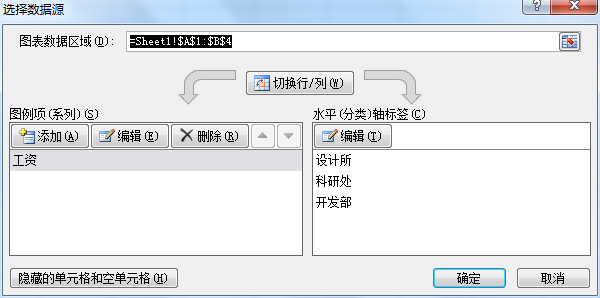 选择数据源
图表数据区域(D): =Sheet1!$A$1:$B$4
切换行/列(W)
图例项(系列)(S)
添加(A) 编辑(E) 删除(R)
工资
水平(分类)轴标签(C)
编辑(T)
设计所
科研处
开发部
隐藏的单元格和空单元格(H)
确定 取消